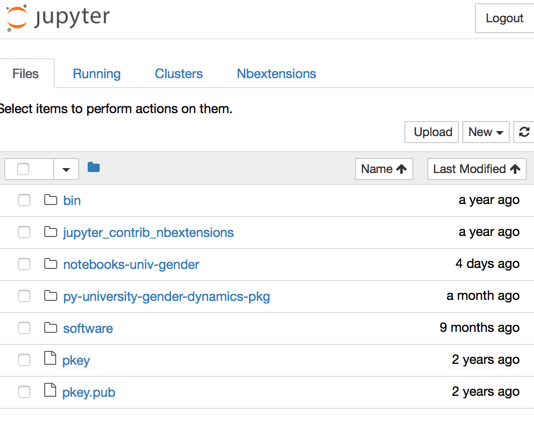 jupyter
Logout
Files Running Clusters Nbextensions
Select items to perform actions on them.
Upload New
Name Last Modified
bin a year ago
jupyter_contrib_nbextensions a year ago
notebooks-univ-gender 4 days ago
py-university-gender-dynamics-pkg a month ago
software 9 months ago
pkey 2 years ago
pkey.pub 2 years ago